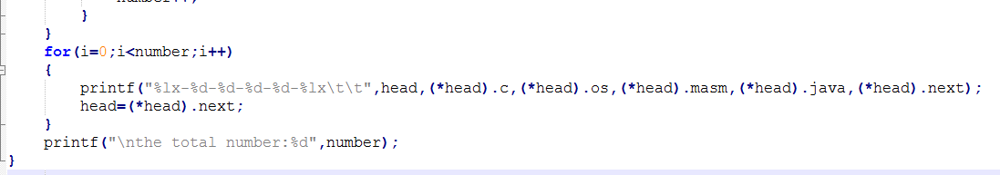 }
}
for(i=0;i<number;i++)
{
printf("%lx-%d-%d-%d-%d-%lx\t\t",head,(*head).c,(*head).os,(*head).masm,(*head).java,(*head).next);
head=(*head).next;
}
printf("\nthe total number:%d",number);
}